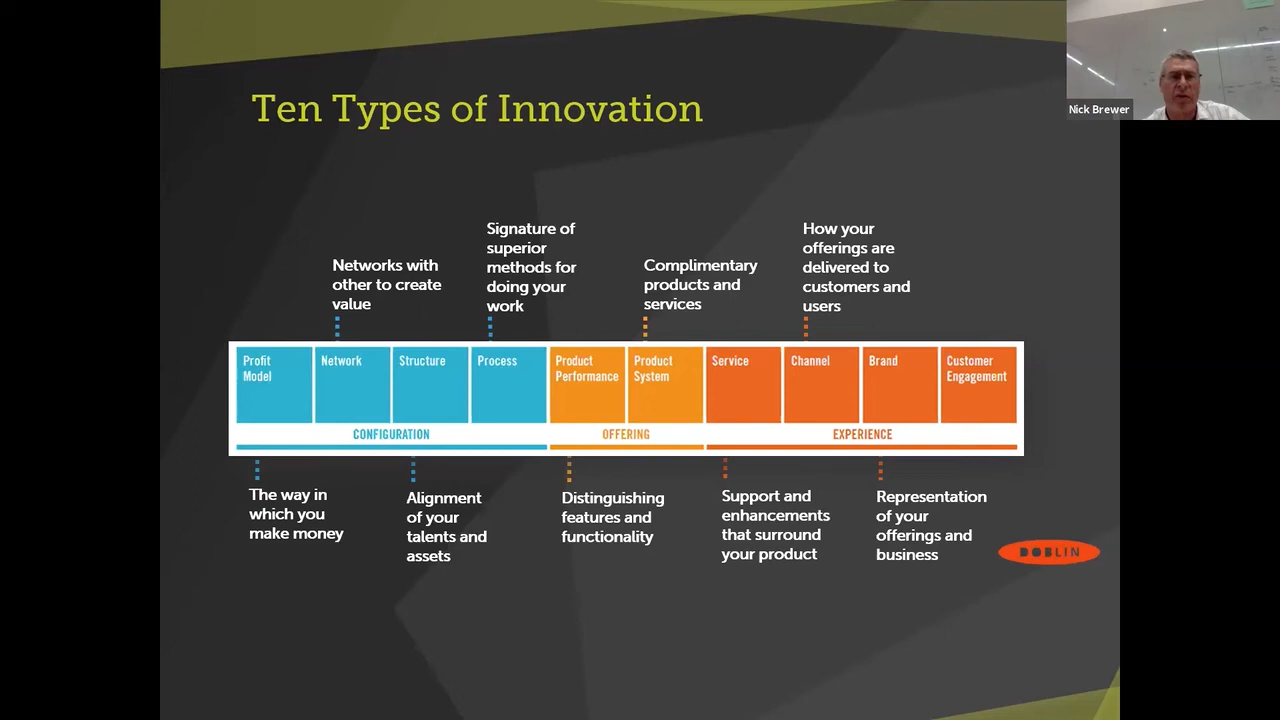 Nick Brewer
Ten Types of Innovation
Networks with
other to create
value
Signature of
superior
methods for
doing your
work
Complimentary
products and
services
How your
offerings are
delivered to
customers and
users
Profit
Model
Network
Structure
Process
Product
Performance
Product
System
Service
Channel
Brand
Customer
Engagement
CONFIGURATION
OFFERING
EXPERIENCE
The way in
which you
make money
Alignment
of your
talents and
assets
Distinguishing
features and
functionality
Support and
enhancements
that surround
your product
Representation
of your
offerings and
business
DOBLIN